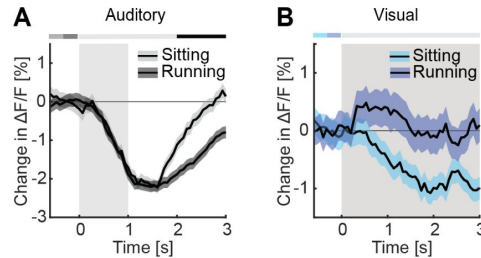 A
Auditory
Sitting
Running
Change in ΔF/F [%]
1
0
-1
-2
-3
0
1
2
3
Time [s]
B
Visual
Sitting
Running
Change in ΔF/F [%]
1
0
-1
0
1
2
3
Time [s]